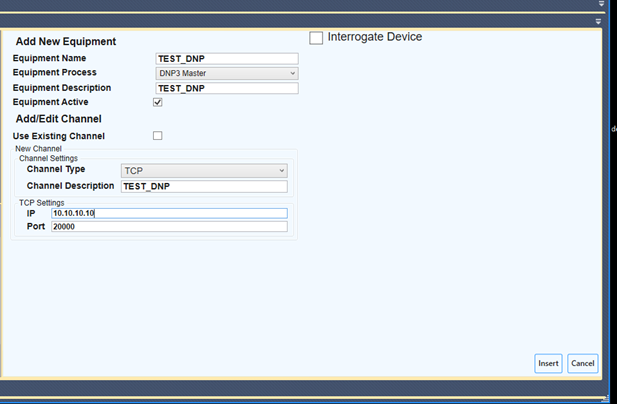 Add New Equipment
Interrogate Device
Equipment Name TEST_DNP
Equipment Process DNP3 Master
Equipment Description TEST_DNP
Equipment Active
Add/Edit Channel
Use Existing Channel
New Channel
Channel Settings
Channel Type TCP
Channel Description TEST_DNP
TCP Settings
IP 10.10.10.10
Port 20000
Insert Cancel